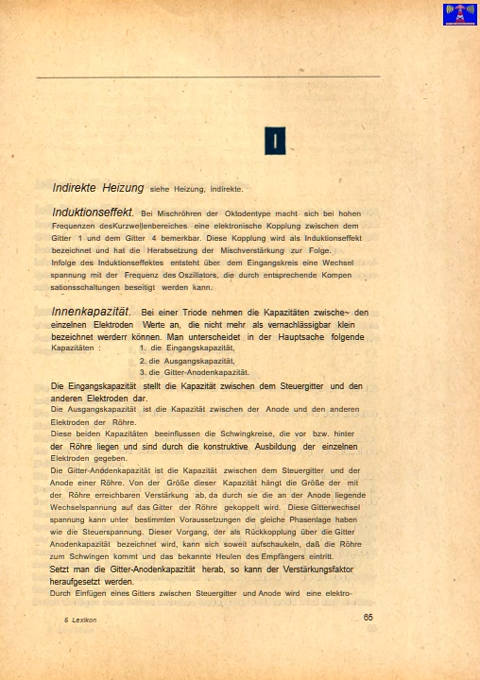 I
Indirekte Heizung siehe Heizung, indirekte.
Induktionseffekt. Bei Mischröhren der Oktodentype macht sich bei hohen
Frequenzen desKurzwellenbereiches eine elektronische Kopplung zwischen dem
Gitter 1 und dem Gitter 4 bemerkbar. Diese Kopplung wird als Induktionseffekt
bezeichnet und hat die Herabsetzung der Mischverstärkung zur Folge.
Infolge des Induktionseffektes entsteht über dem Eingangskreis eine Wechsel
spannung mit der Frequenz des Oszillators, die durch entsprechende Kompen
sationsschaltungen beseitigt werden kann.
Innenkapazität. Bei einer Triode nehmen die Kapazitäten zwische~ den
einzelnen Elektroden Werte an, die nicht mehr als vernachlässigbar klein
bezeichnet werderr können. Man unterscheidet in der Hauptsache folgende
Kapazitäten : 1. die Eingangskapazität,
2. die Ausgangskapazität,
3. die Gitter-Anodenkapazität.
Die Eingangskapazität stellt die Kapazität zwischen dem Steuergitter und den
anderen Elektroden dar.
Die Ausgangskapazität ist die Kapazität zwischen der Anode und den anderen
Elektroden der Röhre.
Diese beiden Kapazitäten beeinflussen die Schwingkreise, die vor bzw. hinter
der Röhre liegen und sind durch die konstruktive Ausbildung der einzelnen
Elektroden gegeben.
Die Gitter-Anódenkapazität ist die Kapazität zwischen dem Steuergitter und der
Anode einer Röhre. Von der Größe dieser Kapazität hängt die Größe der mit
der Röhre erreichbaren Verstärkung ab, da durch sie die an der Anode liegende
Wechselspannung auf das Gitter der Röhre gekoppelt wird. Diese Gitterwechsel
spannung kann unter bestimmten Voraussetzungen die gleiche Phasenlage haben
wie die Steuerspannung. Dieser Vorgang, der als Rückkopplung über die Gitter
Anodenkapazität bezeichnet wird, kann sich soweit aufschaukeln, daß die Röhre
zum Schwingen kommt und das bekannte Heulen des Empfängers eintritt.
Setzt man die Gitter-Anodenkapazität herab, so kann der Verstärkungsfaktor
heraufgesetzt werden.
Durch Einfügen eines Gitters zwischen Steuergitter und Anode wird eine elektro-
6 Lexikon
65